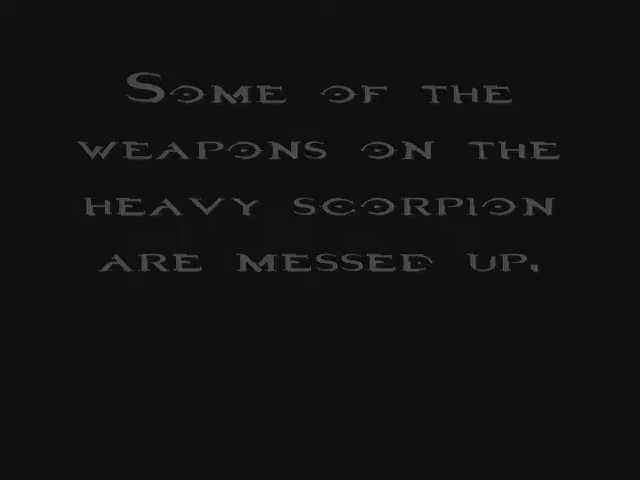 Some of the
weapons on the
heavy scorpion
are messed up.